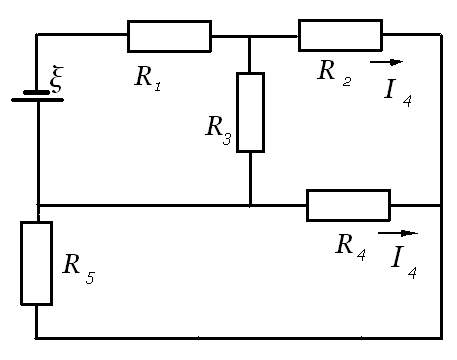 ξ
R₁
R₂
I₄
R₃
R₄
I₄
R₅